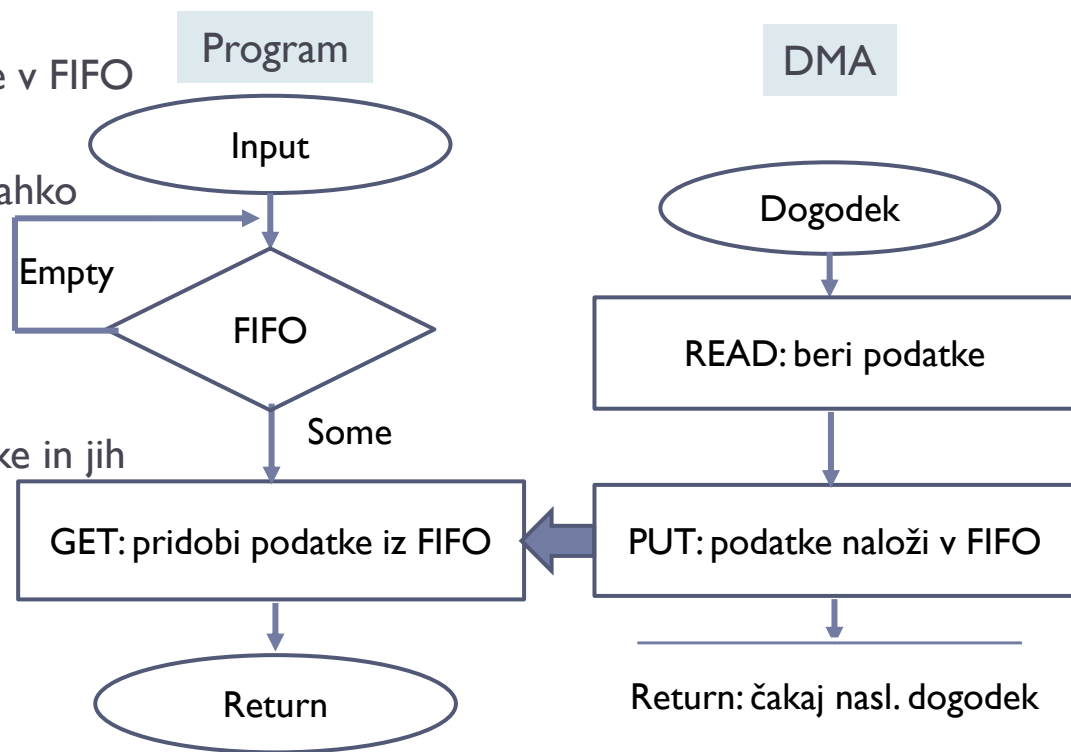 Program
DMA
e v FIFO
Input
ahko
Dogodek
Empty
FIFO
READ: beri podatke
Some
ke in jih
GET: pridobi podatke iz FIFO
PUT: podatke naloži v FIFO
Return
Return: čakaj nasl. dogodek